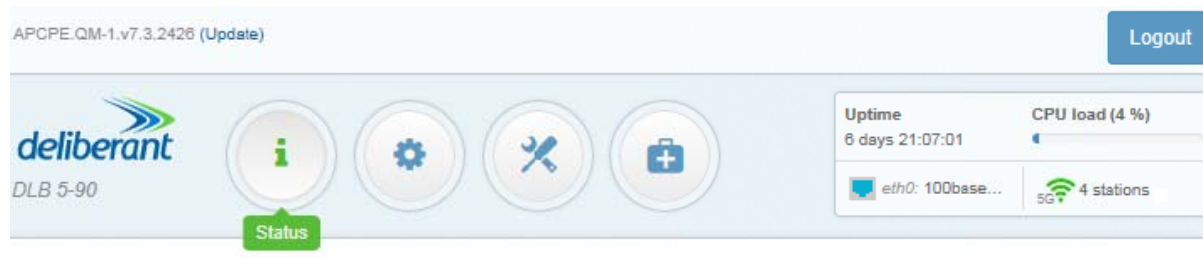 APCPE.QM-1.v7.3.2426 (Update)
Logout
deliberant
DLB 5-90
Status
Uptime
6 days 21:07:01
CPU load (4 %)
eth0: 100base...
5G 4 stations